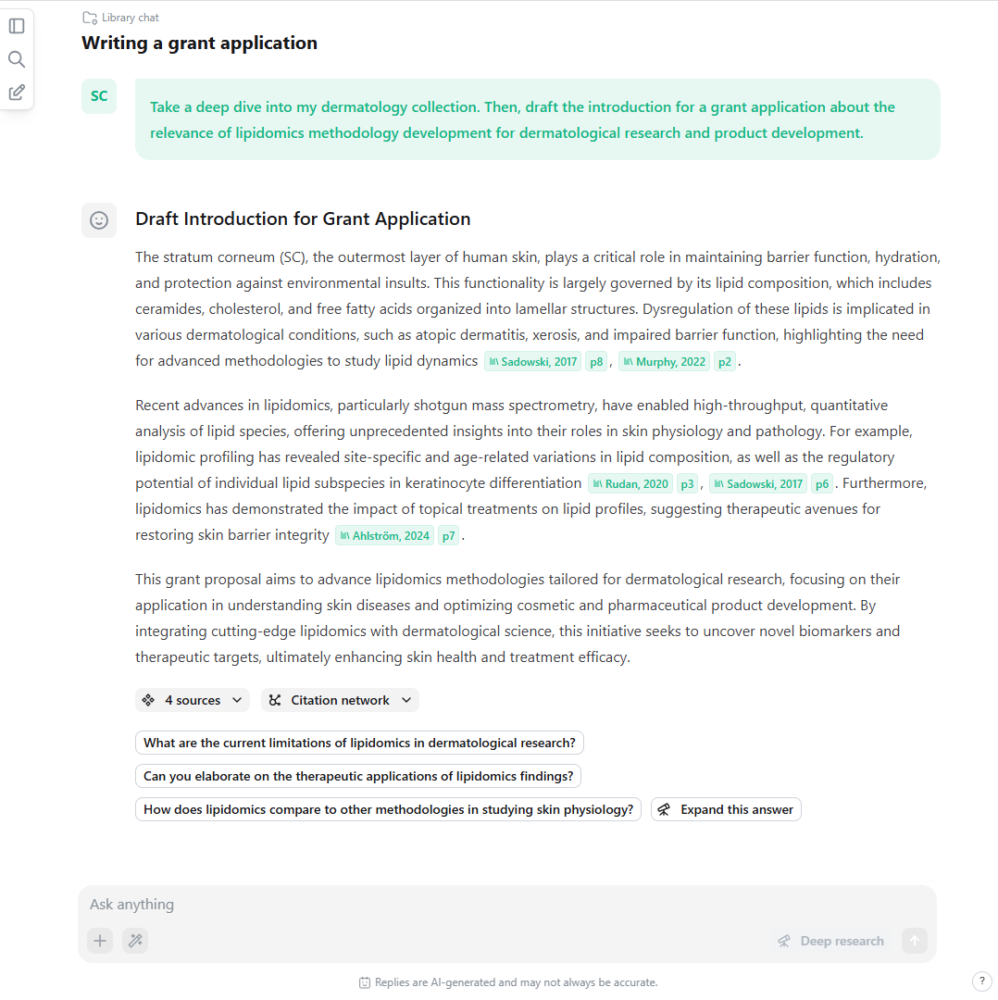 Library chat
Writing a grant application
SC
Take a deep dive into my dermatology collection. Then, draft the introduction for a grant application about the
relevance of lipidomics methodology development for dermatological research and product development.
Draft Introduction for Grant Application
The stratum corneum (SC), the outermost layer of human skin, plays a critical role in maintaining barrier function, hydration,
and protection against environmental insults. This functionality is largely governed by its lipid composition, which includes
ceramides, cholesterol, and free fatty acids organized into lamellar structures. Dysregulation of these lipids is implicated in
various dermatological conditions, such as atopic dermatitis, xerosis, and impaired barrier function, highlighting the need
for advanced methodologies to study lipid dynamics Sadowski, 2017 p8 , Murphy, 2022 p2 .
Recent advances in lipidomics, particularly shotgun mass spectrometry, have enabled high-throughput, quantitative
analysis of lipid species, offering unprecedented insights into their roles in skin physiology and pathology. For example,
lipidomic profiling has revealed site-specific and age-related variations in lipid composition, as well as the regulatory
potential of individual lipid subspecies in keratinocyte differentiation Rudan, 2020 p3 , Sadowski, 2017 p6 . Furthermore,
lipidomics has demonstrated the impact of topical treatments on lipid profiles, suggesting therapeutic avenues for
restoring skin barrier integrity Ahlström, 2024 p7 .
This grant proposal aims to advance lipidomics methodologies tailored for dermatological research, focusing on their
application in understanding skin diseases and optimizing cosmetic and pharmaceutical product development. By
integrating cutting-edge lipidomics with dermatological science, this initiative seeks to uncover novel biomarkers and
therapeutic targets, ultimately enhancing skin health and treatment efficacy.
4 sources Citation network
What are the current limitations of lipidomics in dermatological research?
Can you elaborate on the therapeutic applications of lipidomics findings?
How does lipidomics compare to other methodologies in studying skin physiology? Expand this answer
Ask anything
Deep research
Replies are AI-generated and may not always be accurate.
?